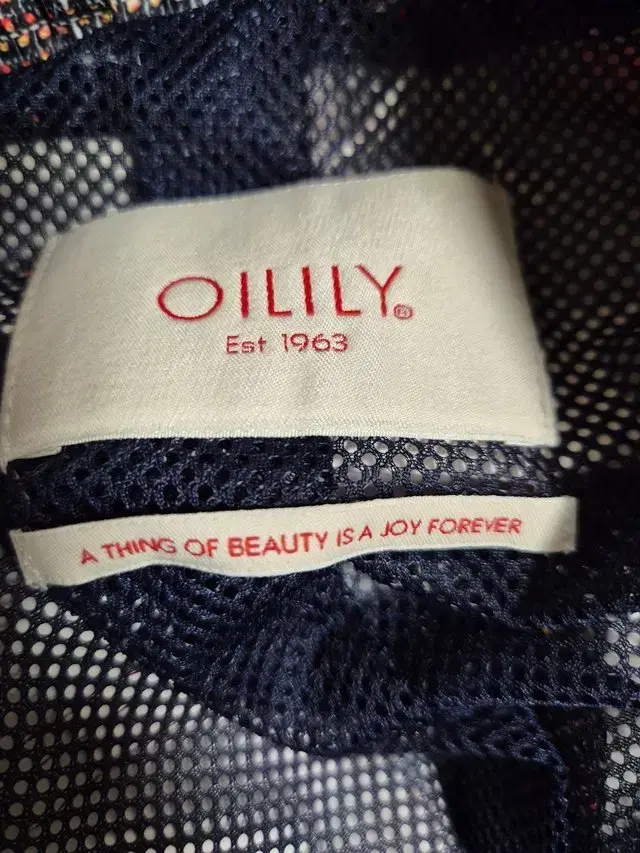 OILILY®
Est 1963
A THING OF BEAUTY IS A JOY FOREVER